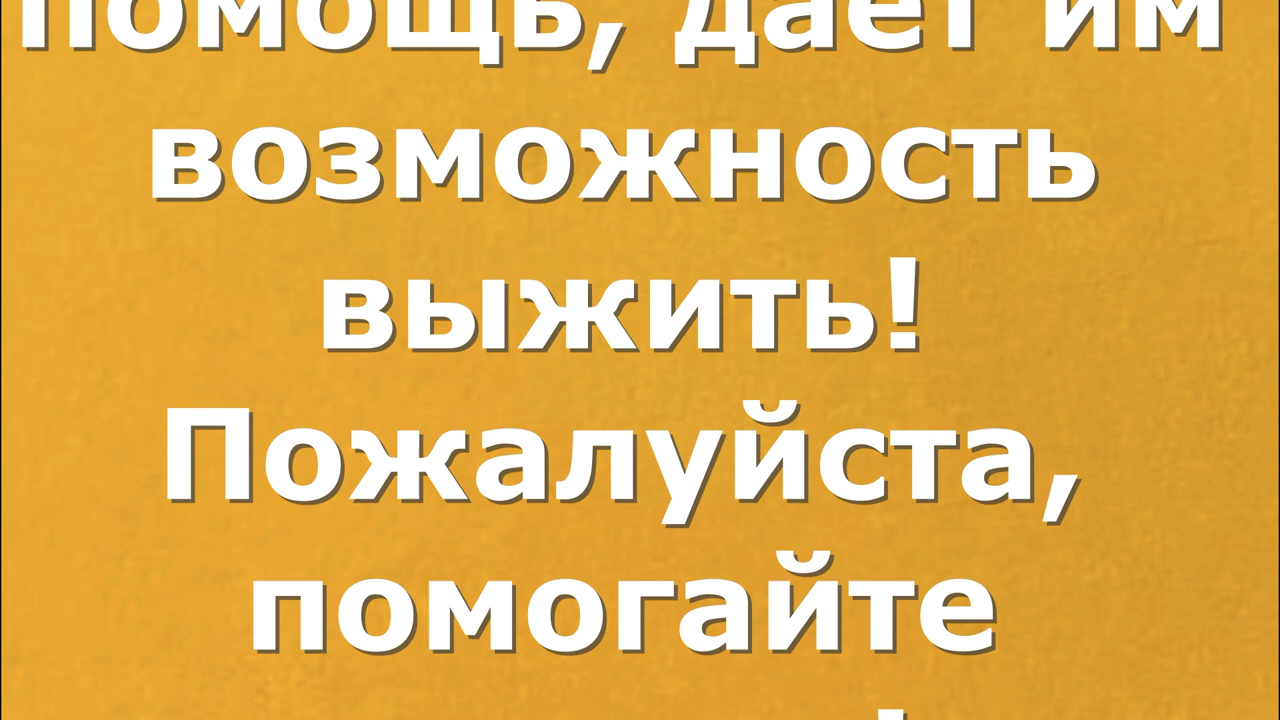 помощь, дает им
возможность
выжить!
Пожалуйста,
помогайте